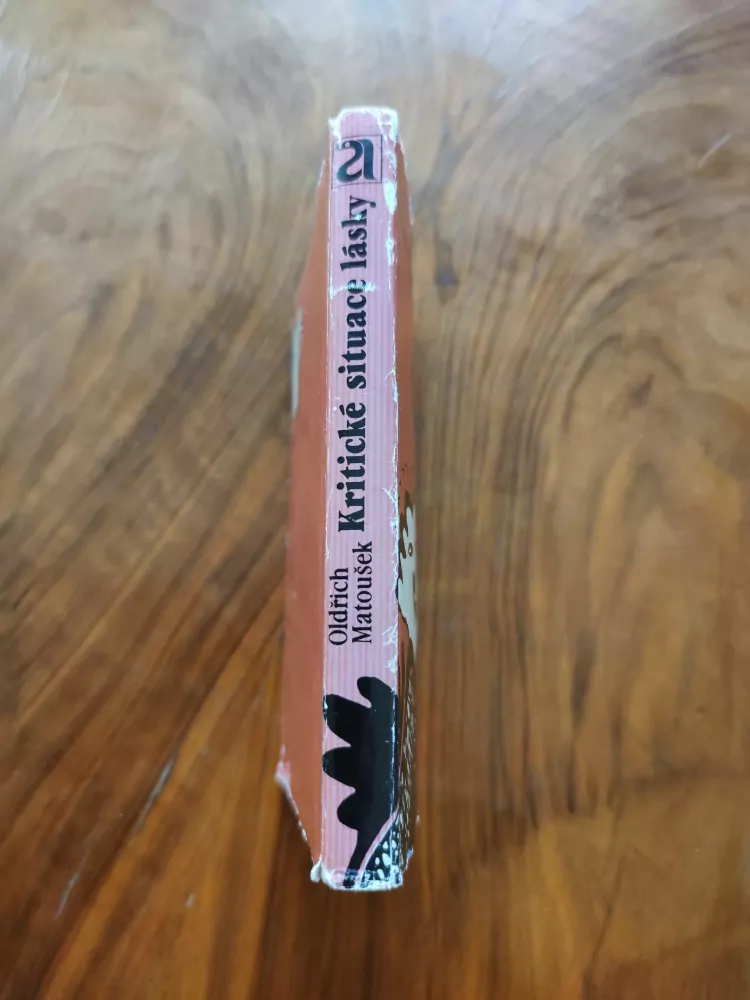 Oldřich
Matoušek
Kritické situace lásky
a